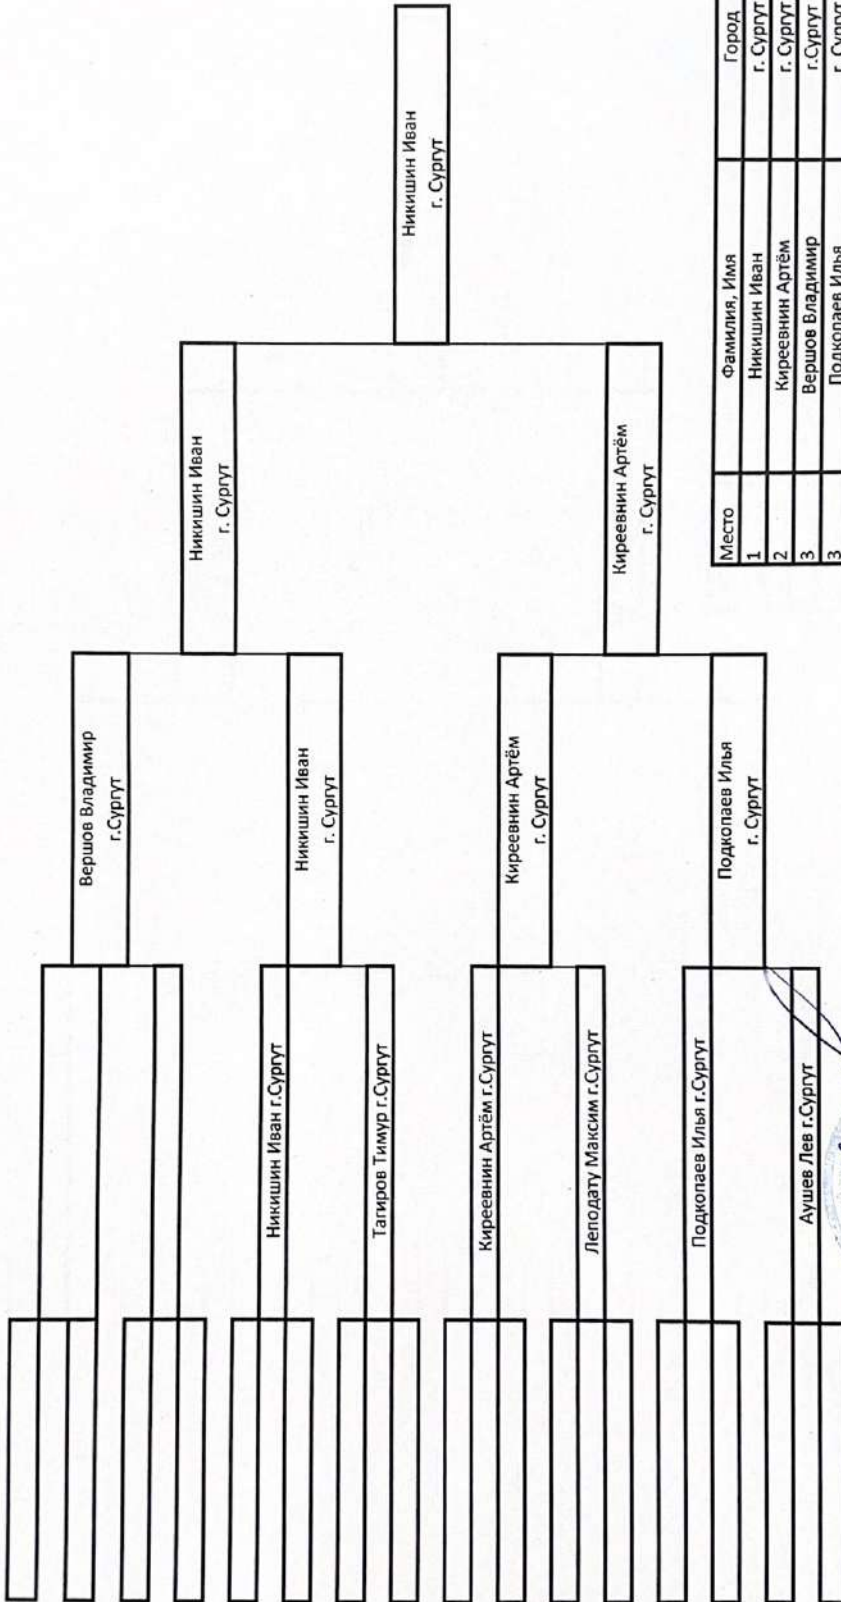 Вершов Владимир
г.Сургут
Никишин Иван г.Сургут
Тагиров Тимур г.Сургут
Никишин Иван
г. Сургут
Никишин Иван
г. Сургут
Киреевнин Артём г.Сургут
Леподату Максим г.Сургут
Киреевнин Артём
г. Сургут
Подкопаев Илья г.Сургут
Аушев Лев г.Сургут
Подкопаев Илья
г. Сургут
Киреевнин Артём
г. Сургут
Никишин Иван
г. Сургут
Место Фамилия, Имя Город
1 Никишин Иван г. Сургут
2 Киреевнин Артём г. Сургут
3 Вершов Владимир г.Сургут
3 Подкопаев Илья г. Сургут